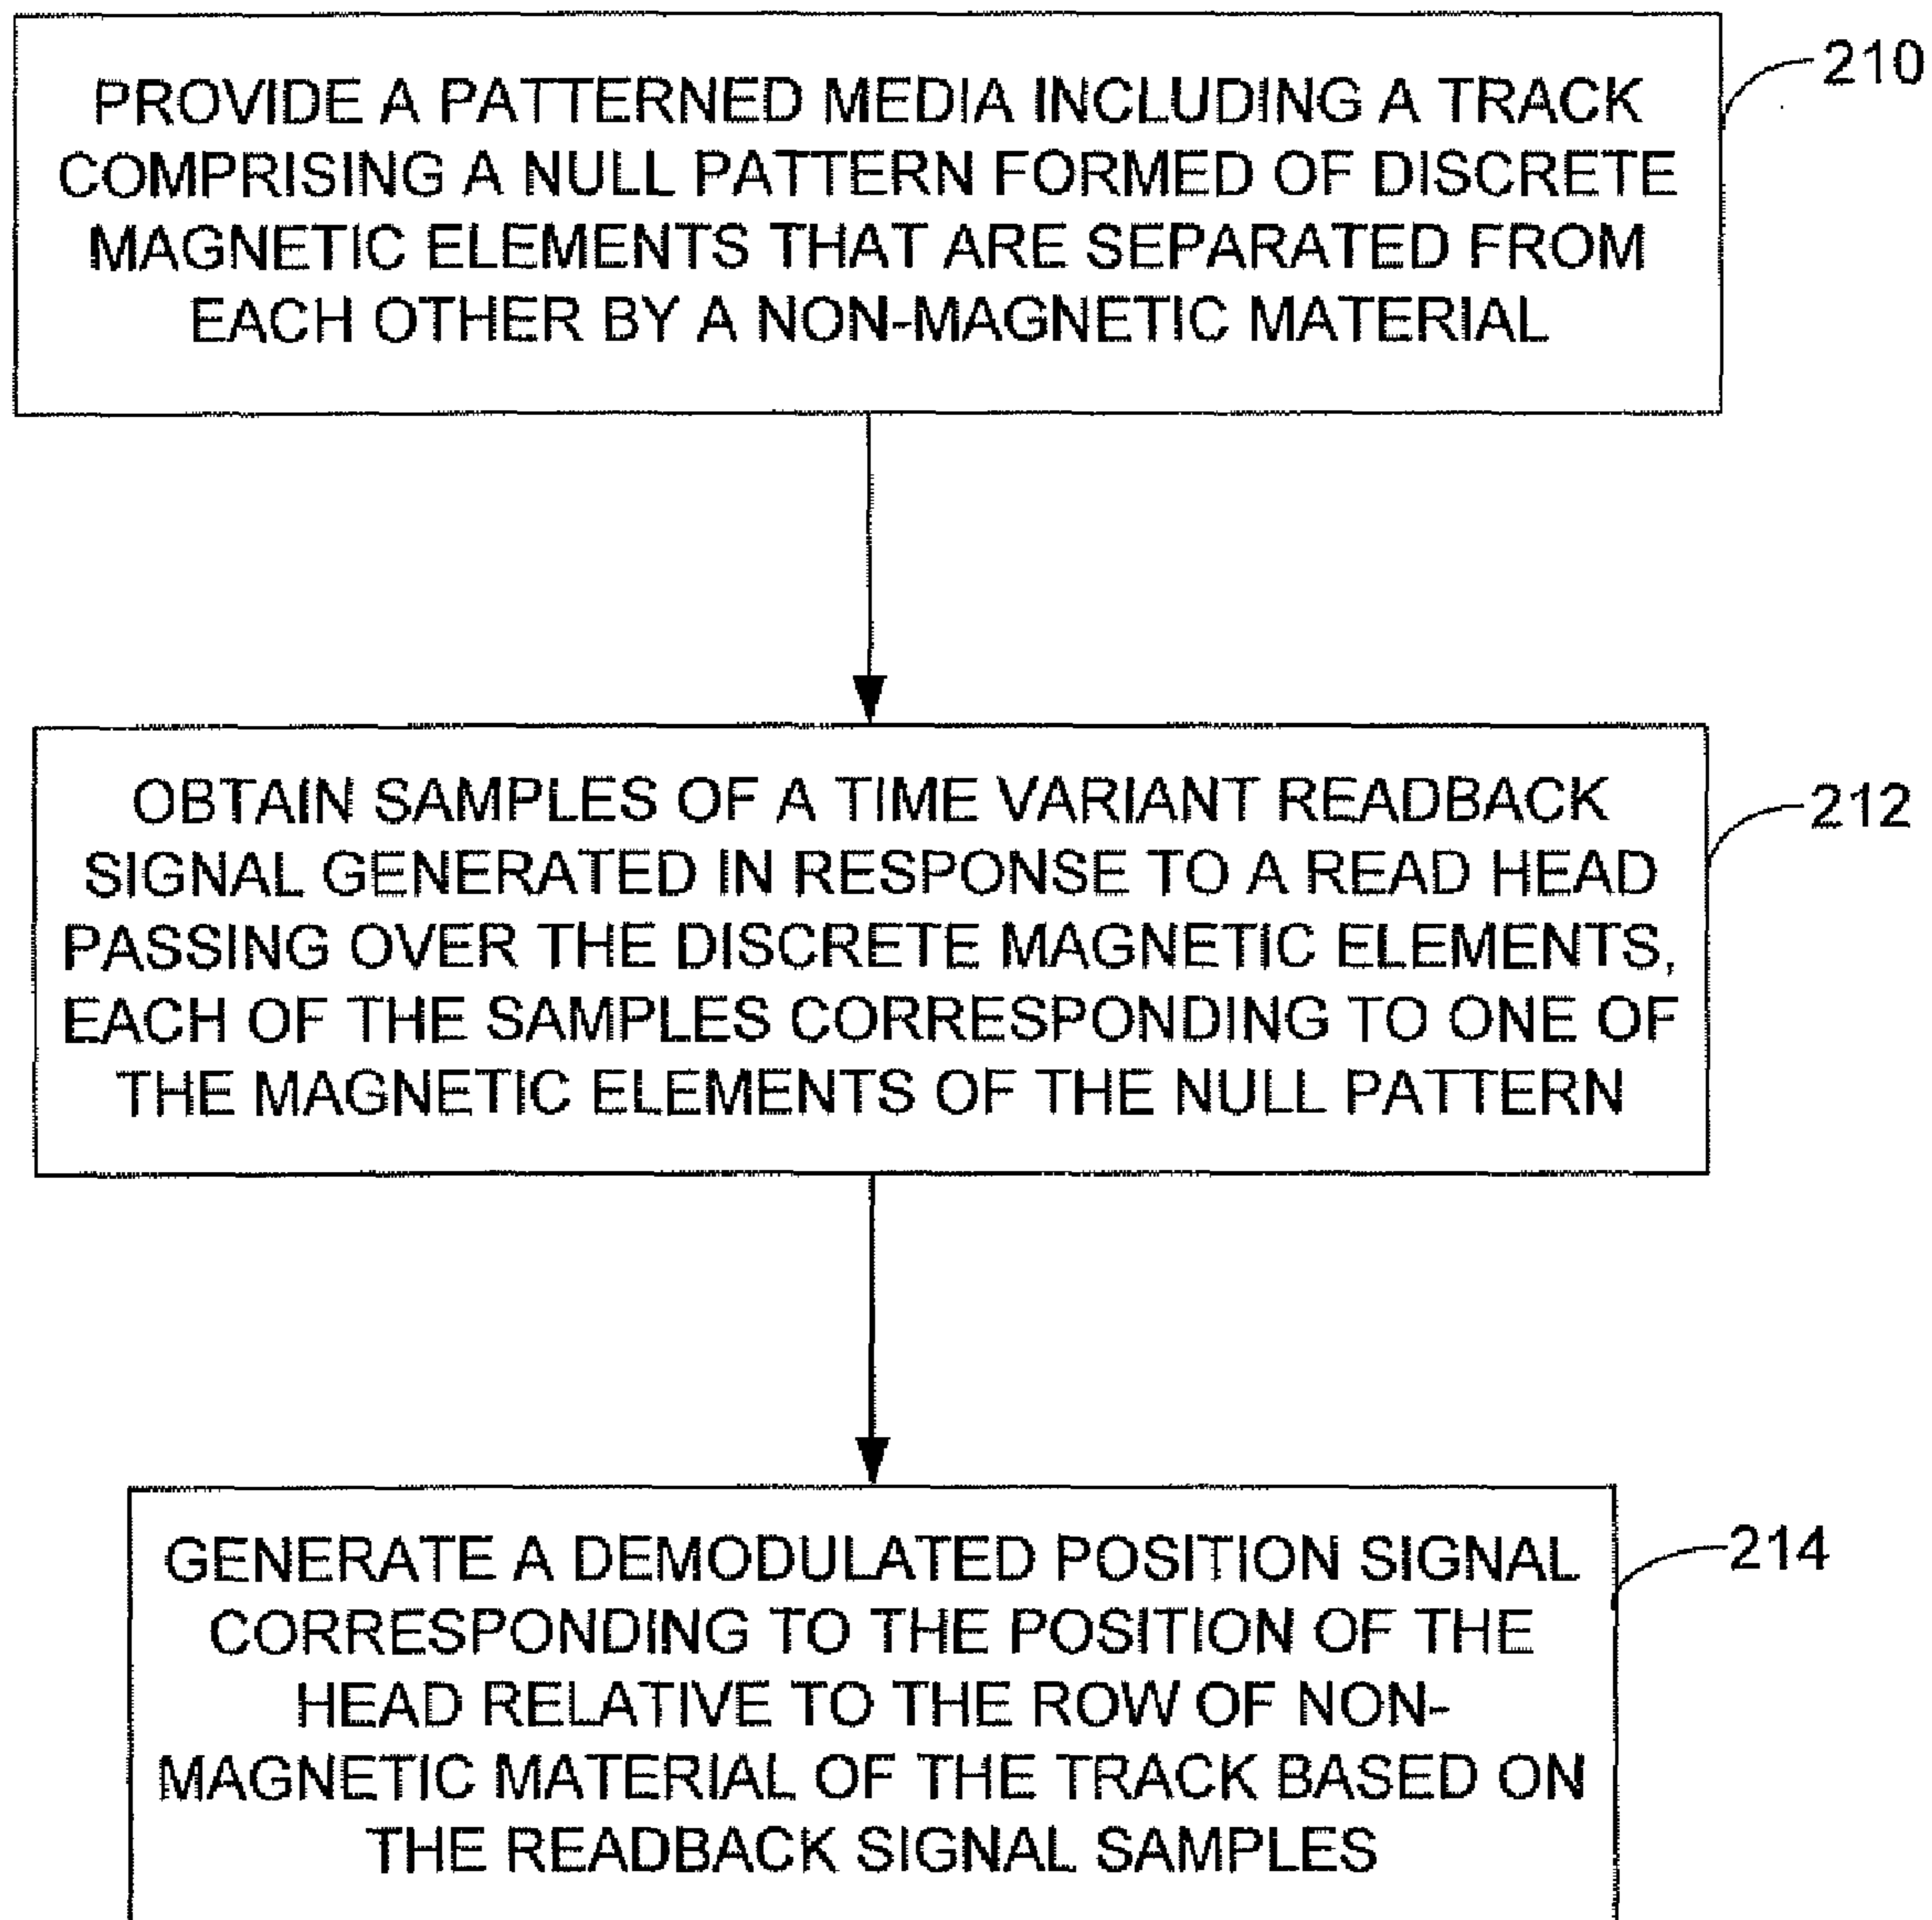 PROVIDE A PATTERNED MEDIA INCLUDING A TRACK
COMPRISING A NULL PATTERN FORMED OF DISCRETE
MAGNETIC ELEMENTS THAT ARE SEPARATED FROM
EACH OTHER BY A NON-MAGNETIC MATERIAL
210
OBTAIN SAMPLES OF A TIME VARIANT READBACK
SIGNAL GENERATED IN RESPONSE TO A READ HEAD
PASSING OVER THE DISCRETE MAGNETIC ELEMENTS,
EACH OF THE SAMPLES CORRESPONDING TO ONE OF
THE MAGNETIC ELEMENTS OF THE NULL PATTERN
212
GENERATE A DEMODULATED POSITION SIGNAL
CORRESPONDING TO THE POSITION OF THE
HEAD RELATIVE TO THE ROW OF NON-
MAGNETIC MATERIAL OF THE TRACK BASED ON
THE READBACK SIGNAL SAMPLES
214